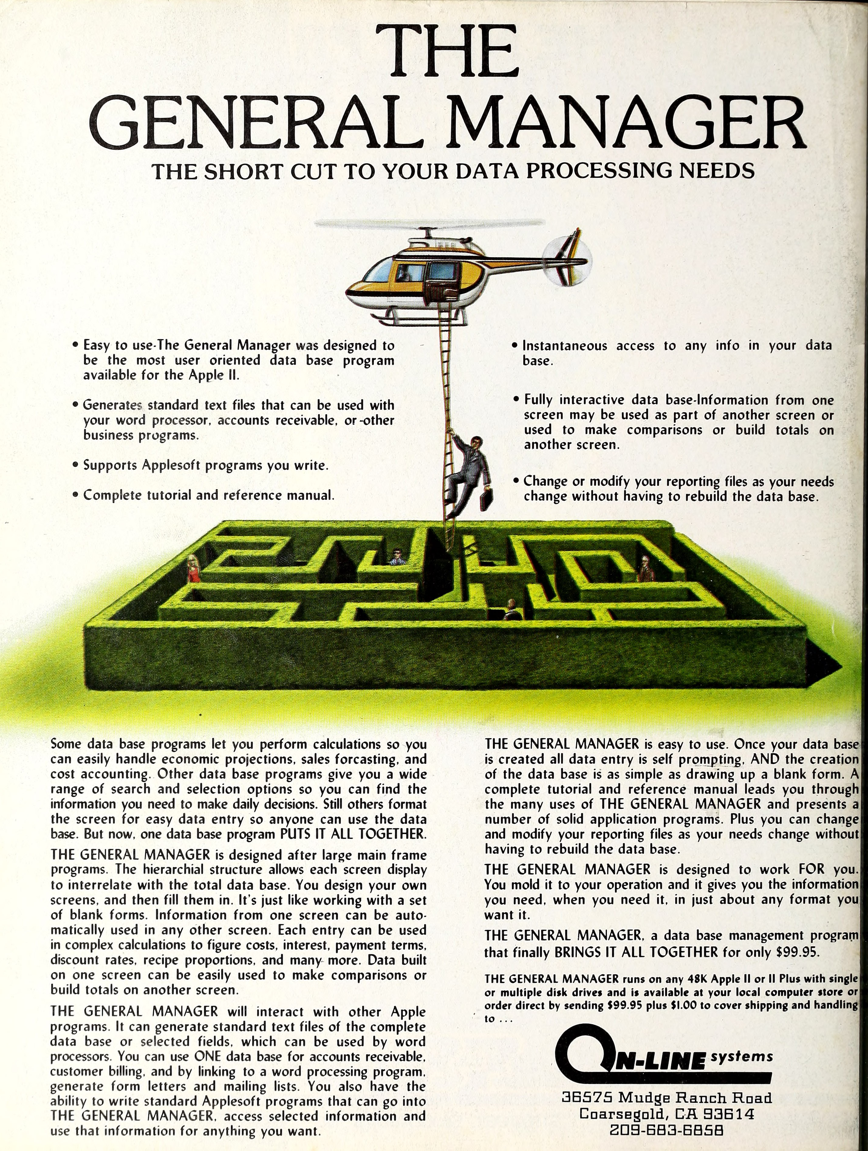 THE
GENERAL MANAGER
THE SHORT CUT TO YOUR DATA PROCESSING NEEDS
• Easy to use-The General Manager was designed to
be the most user oriented data base program
available for the Apple II.
• Generates standard text files that can be used with
your word processor, accounts receivable, or-other
business programs.
• Supports Applesoft programs you write.
• Complete tutorial and reference manual.
• Instantaneous access to any info in your data
base.
• Fully interactive data base-Information from one
screen may be used as part of another screen or
used to make comparisons or build totals on
another screen.
• Change or modify your reporting files as your needs
change without having to rebuild the data base.
Some data base programs let you perform calculations so you
can easily handle economic projections, sales forcasting, and
cost accounting. Other data base programs give you a wide
range of search and selection options so you can find the
information you need to make daily decisions. Still others format
the screen for easy data entry so anyone can use the data
base. But now, one data base program PUTS IT ALL TOGETHER.
THE GENERAL MANAGER is designed after large main frame
programs. The hierarchial structure allows each screen display
to interrelate with the total data base. You design your own
screens, and then fill them in. It's just like working with a set
of blank forms. Information from one screen can be auto-
matically used in any other screen. Each entry can be used
in complex calculations to figure costs, interest, payment terms,
discount rates, recipe proportions, and many more. Data built
on one screen can be easily used to make comparisons or
build totals on another screen.
THE GENERAL MANAGER will interact with other Apple
programs. It can generate standard text files of the complete
data base or selected fields, which can be used by word
processors. You can use ONE data base for accounts receivable,
customer billing, and by linking to a word processing program,
generate form letters and mailing lists. You also have the
ability to write standard Applesoft programs that can go into
THE GENERAL MANAGER, access selected information and
use that information for anything you want.
THE GENERAL MANAGER is easy to use. Once your data base
is created all data entry is self prompting, AND the creation
of the data base is as simple as drawing up a blank form. A
complete tutorial and reference manual leads you through
the many uses of THE GENERAL MANAGER and presents a
number of solid application programs. Plus you can change
and modify your reporting files as your needs change without
having to rebuild the data base.
THE GENERAL MANAGER is designed to work FOR you.
You mold it to your operation and it gives you the information
you need, when you need it, in just about any format you
want it.
THE GENERAL MANAGER, a data base management program
that finally BRINGS IT ALL TOGETHER for only $99.95.
THE GENERAL MANAGER runs on any 48K Apple II or II Plus with single
or multiple disk drives and is available at your local computer store or
order direct by sending $99.95 plus $1.00 to cover shipping and handling
to ...
ON-LINE systems
36575 Mudge Ranch Road
Coarsegold, CA 93614
209-683-6858